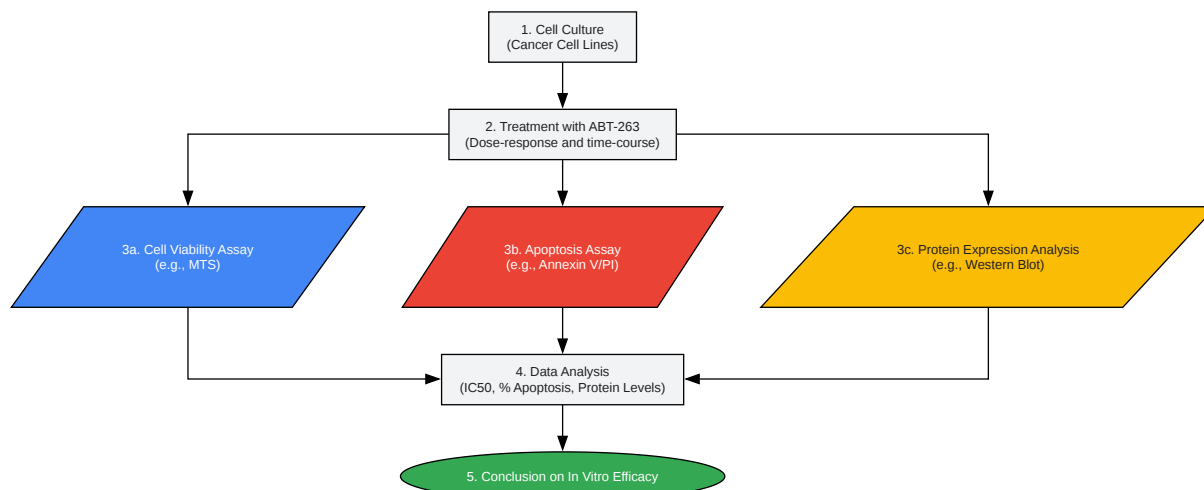 1. Cell Culture
(Cancer Cell Lines)
2. Treatment with ABT-263
(Dose-response and time-course)
3a. Cell Viability Assay
(e.g., MTS)
3b. Apoptosis Assay
(e.g., Annexin V/PI)
3c. Protein Expression Analysis
(e.g., Western Blot)
4. Data Analysis
(IC50, % Apoptosis, Protein Levels)
5. Conclusion on In Vitro Efficacy